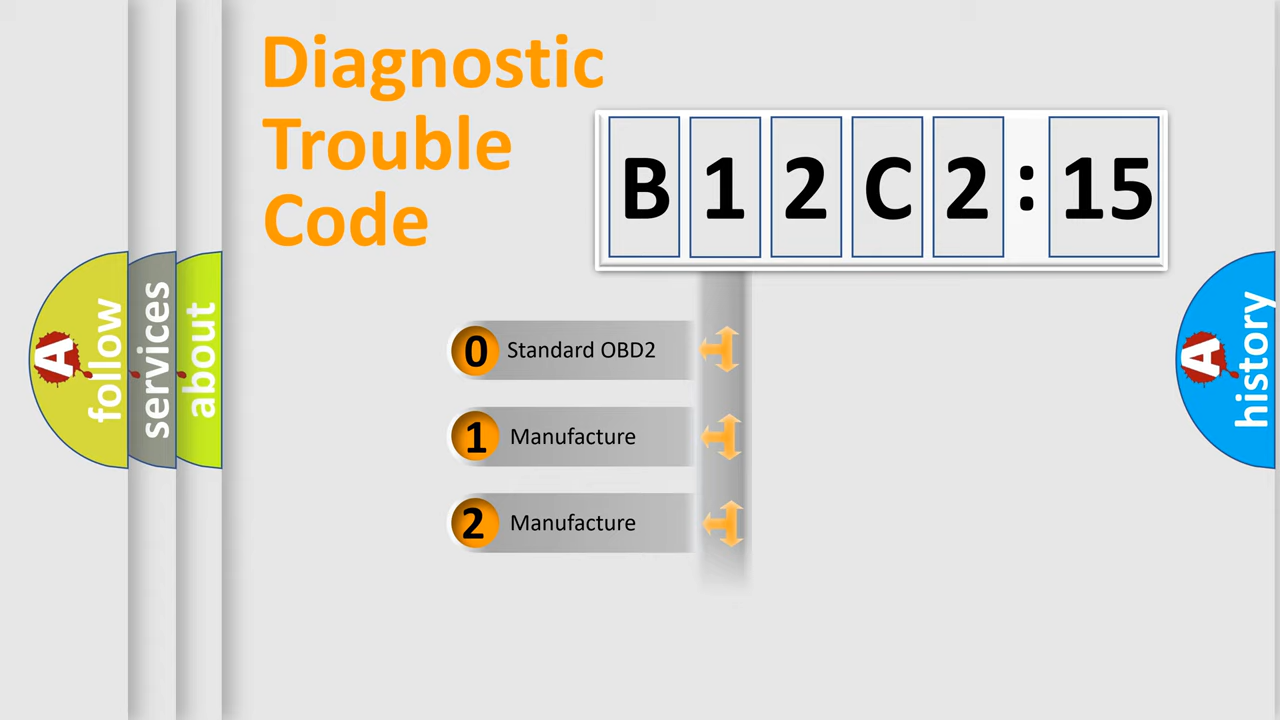 Diagnostic
Trouble
Code
B 1 2 C 2 : 15
0 Standard OBD2
1 Manufacture
2 Manufacture
A follow
services
about
A history